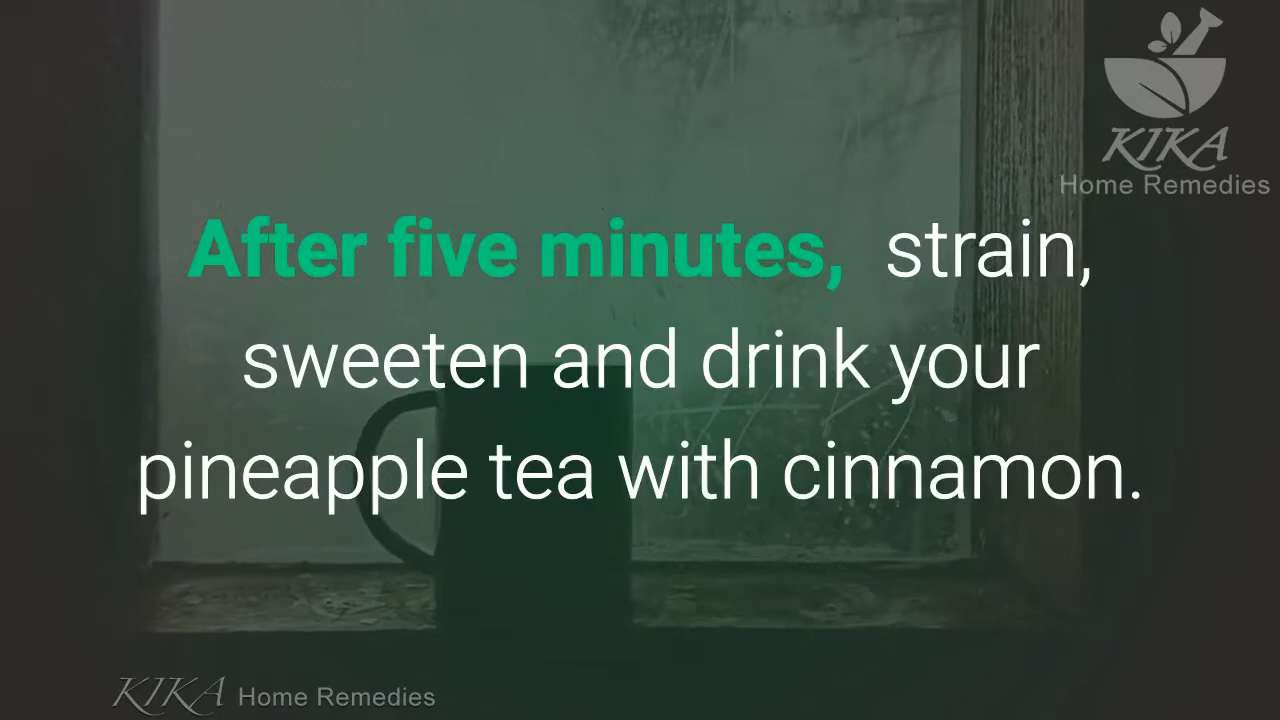 KIKA
Home Remedies
After five minutes, strain,
sweeten and drink your
pineapple tea with cinnamon.
KIKA Home Remedies